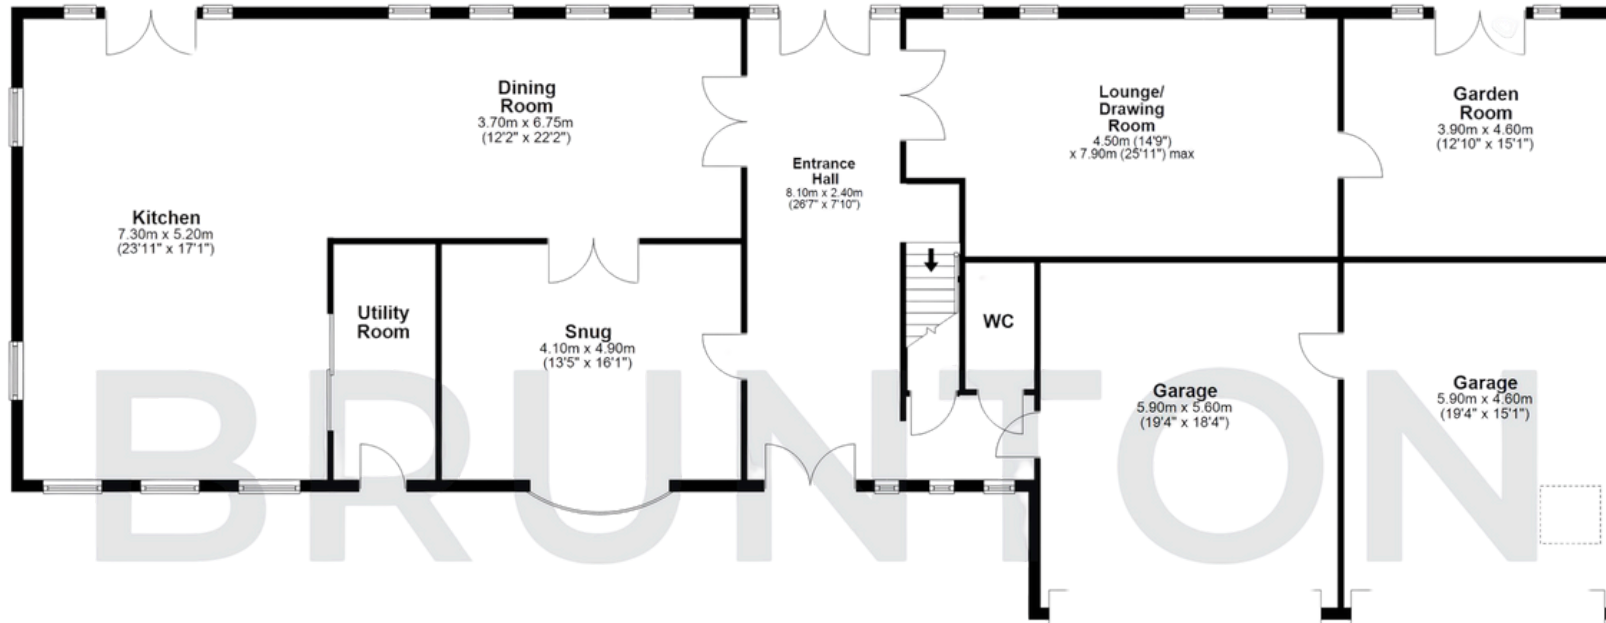 Dining
Room
3.70m x 6.75m
(12'2" x 22'2")
Lounge/
Drawing
Room
4.50m (14'9")
x 7.90m (25'11") max
Garden
Room
3.90m x 4.60m
(12'10" x 15'1")
Entrance
Hall
8.10m x 2.40m
(26'7" x 7'10")
Kitchen
7.30m x 5.20m
(23'11" x 17'1")
Utility
Room
Snug
4.10m x 4.90m
(13'5" x 16'1")
WC
Garage
5.90m x 5.60m
(19'4" x 18'4")
Garage
5.90m x 4.60m
(19'4" x 15'1")
BRUNTON